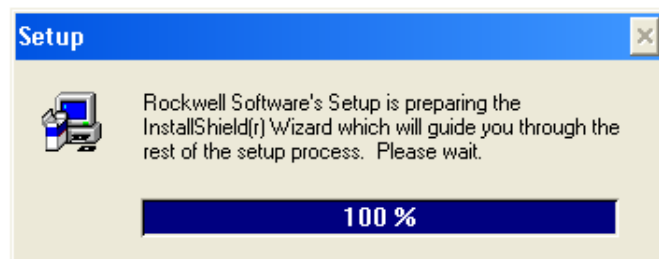 Setup
Rockwell Software's Setup is preparing the
InstallShield(r) Wizard which will guide you through the
rest of the setup process.  Please wait.
100 %